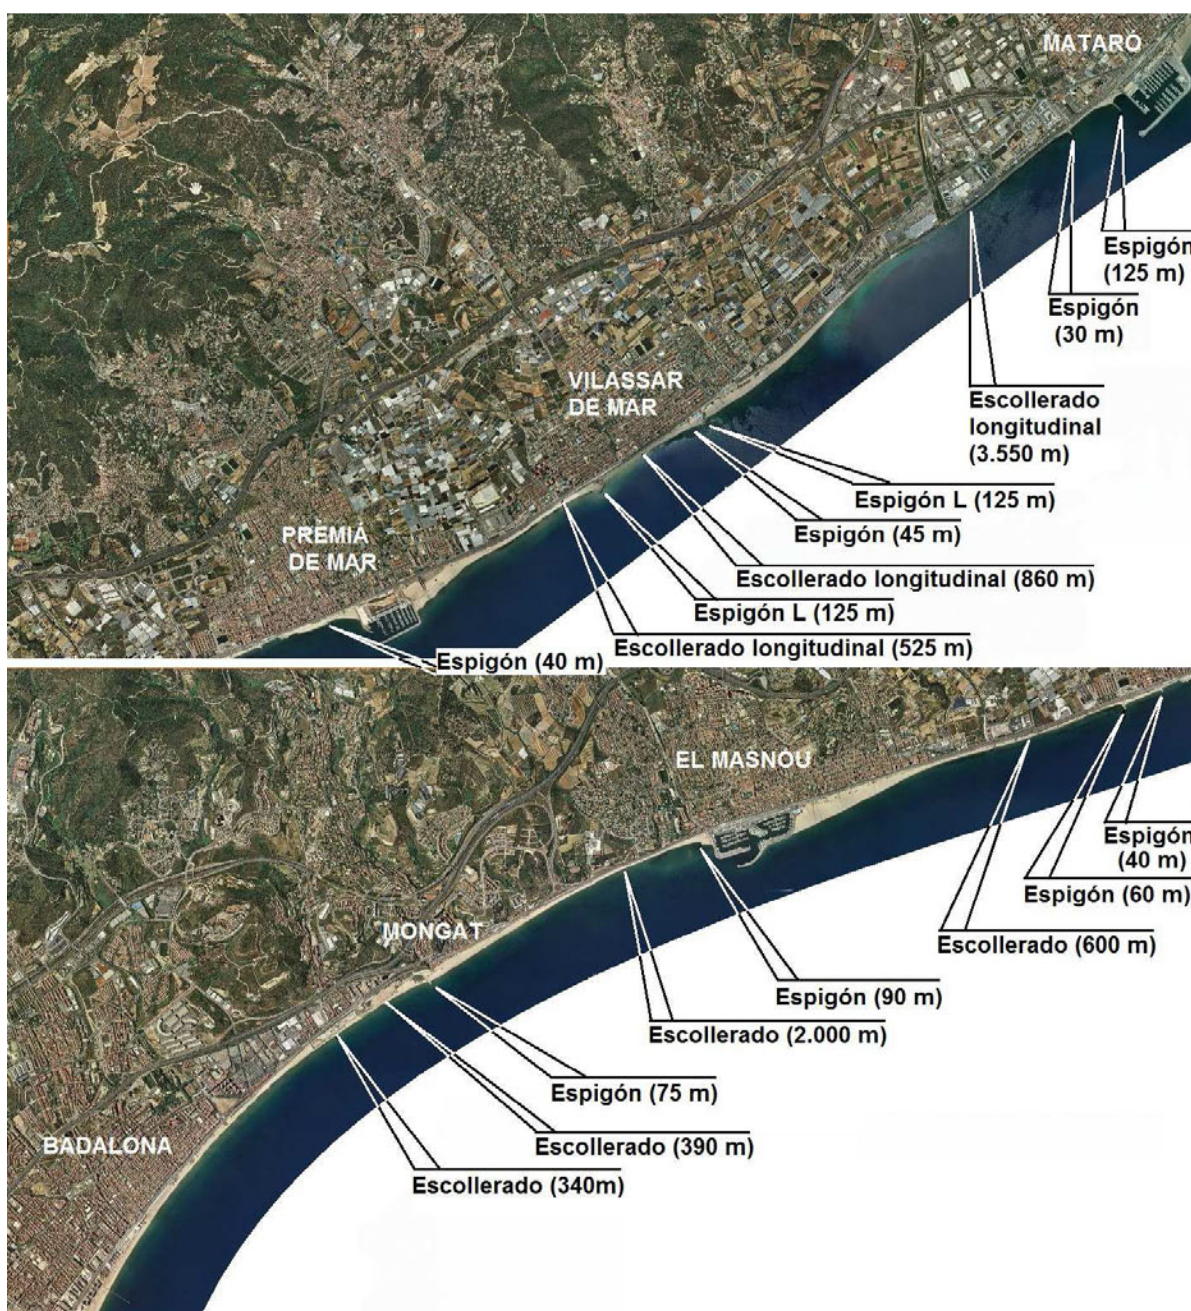 MATARÓ
Espigón
(125 m)
Espigón
(30 m)
Escollerado
longitudinal
(3.550 m)
VILASSAR
DE MAR
Espigón L (125 m)
Espigón (45 m)
PREMIÁ
DE MAR
Escollerado longitudinal (860 m)
Espigón L (125 m)
Escollerado longitudinal (525 m)
Espigón (40 m)
EL MASNOU
Espigón
(40 m)
Espigón (60 m)
MONGAT
Escollerado (600 m)
Espigón (90 m)
Escollerado (2.000 m)
Espigón (75 m)
BADALONA
Escollerado (390 m)
Escollerado (340m)